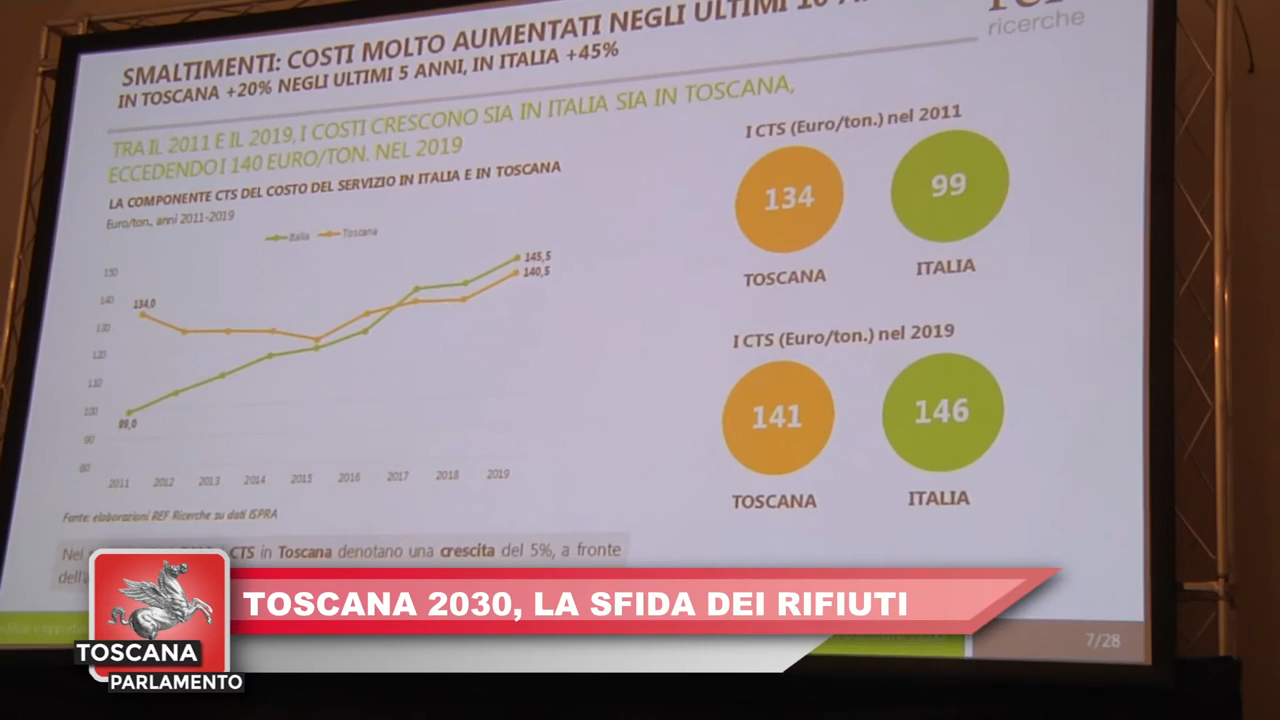 SMALTIMENTI: COSTI MOLTO AUMENTATI NEGLI ULTIMI 10
IN TOSCANA +20% NEGLI ULTIMI 5 ANNI, IN ITALIA +45%
ricerche
TRA IL 2011 E IL 2019, I COSTI CRESCONO SIA IN ITALIA SIA IN TOSCANA,
ECCEDENDO I 140 EURO/TON. NEL 2019
LA COMPONENTE CTS DEL COSTO DEL SERVIZIO IN ITALIA E IN TOSCANA
Euro/ton., anni 2011-2019
Italia Toscana
150
140
130
120
110
100
90
80
134,0
99,0
145,5
140,5
2011 2012 2013 2014 2015 2016 2017 2018 2019
Fonte: elaborazioni REF Ricerche su dati ISPRA
I CTS (Euro/ton.) nel 2011
134 99
TOSCANA ITALIA
I CTS (Euro/ton.) nel 2019
141 146
TOSCANA ITALIA
Nel CTS in Toscana denotano una crescita del 5%, a fronte
TOSCANA 2030, LA SFIDA DEI RIFIUTI
TOSCANA
PARLAMENTO
7/28